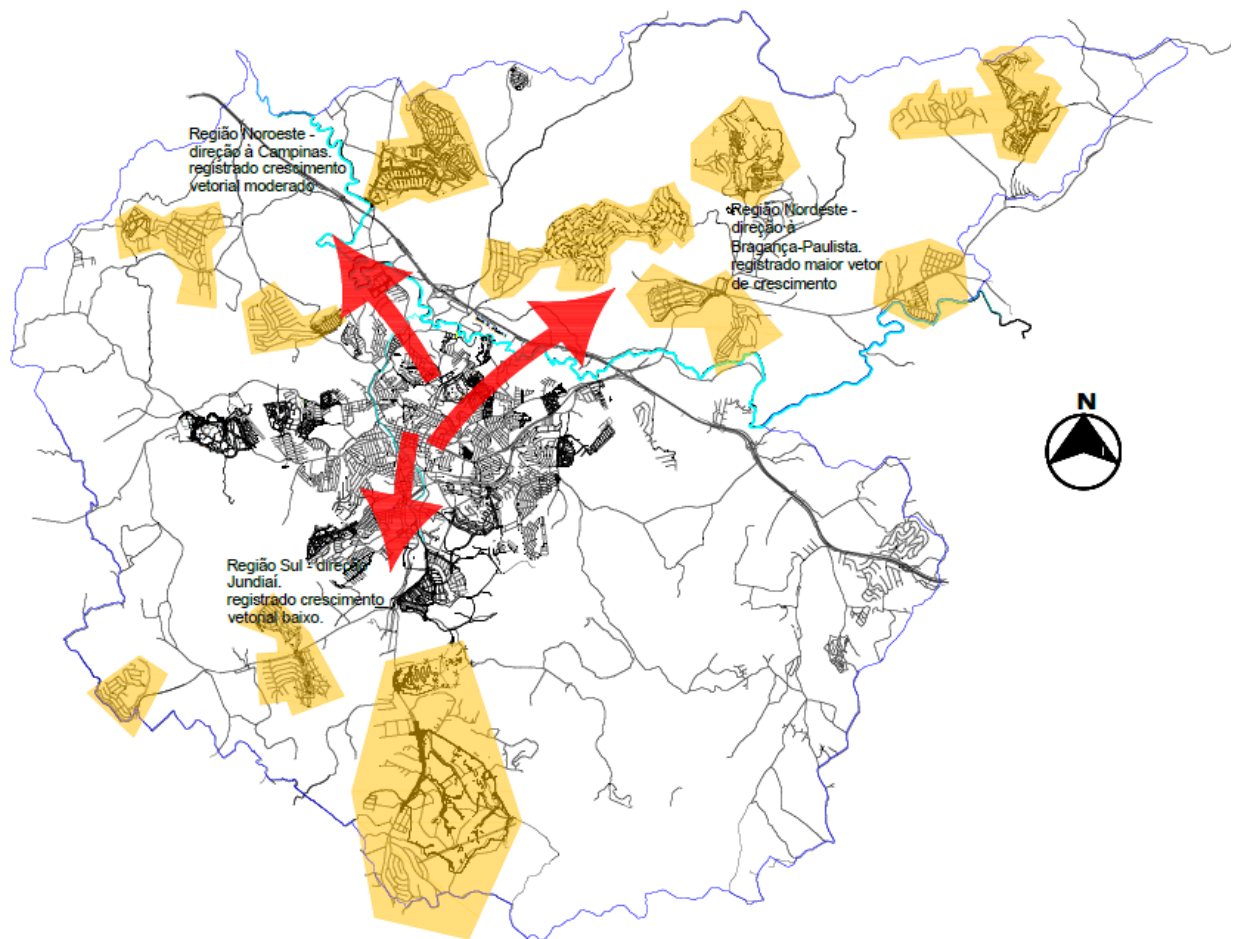 Região Noroeste -
direção à Campinas.
registrado crescimento
vetorial moderado
Região Nordeste -
direção à
Bragança-Paulista.
registrado maior vetor
de crescimento
N
Região Sul - direção
Jundiaí.
registrado crescimento
vetorial baixo.